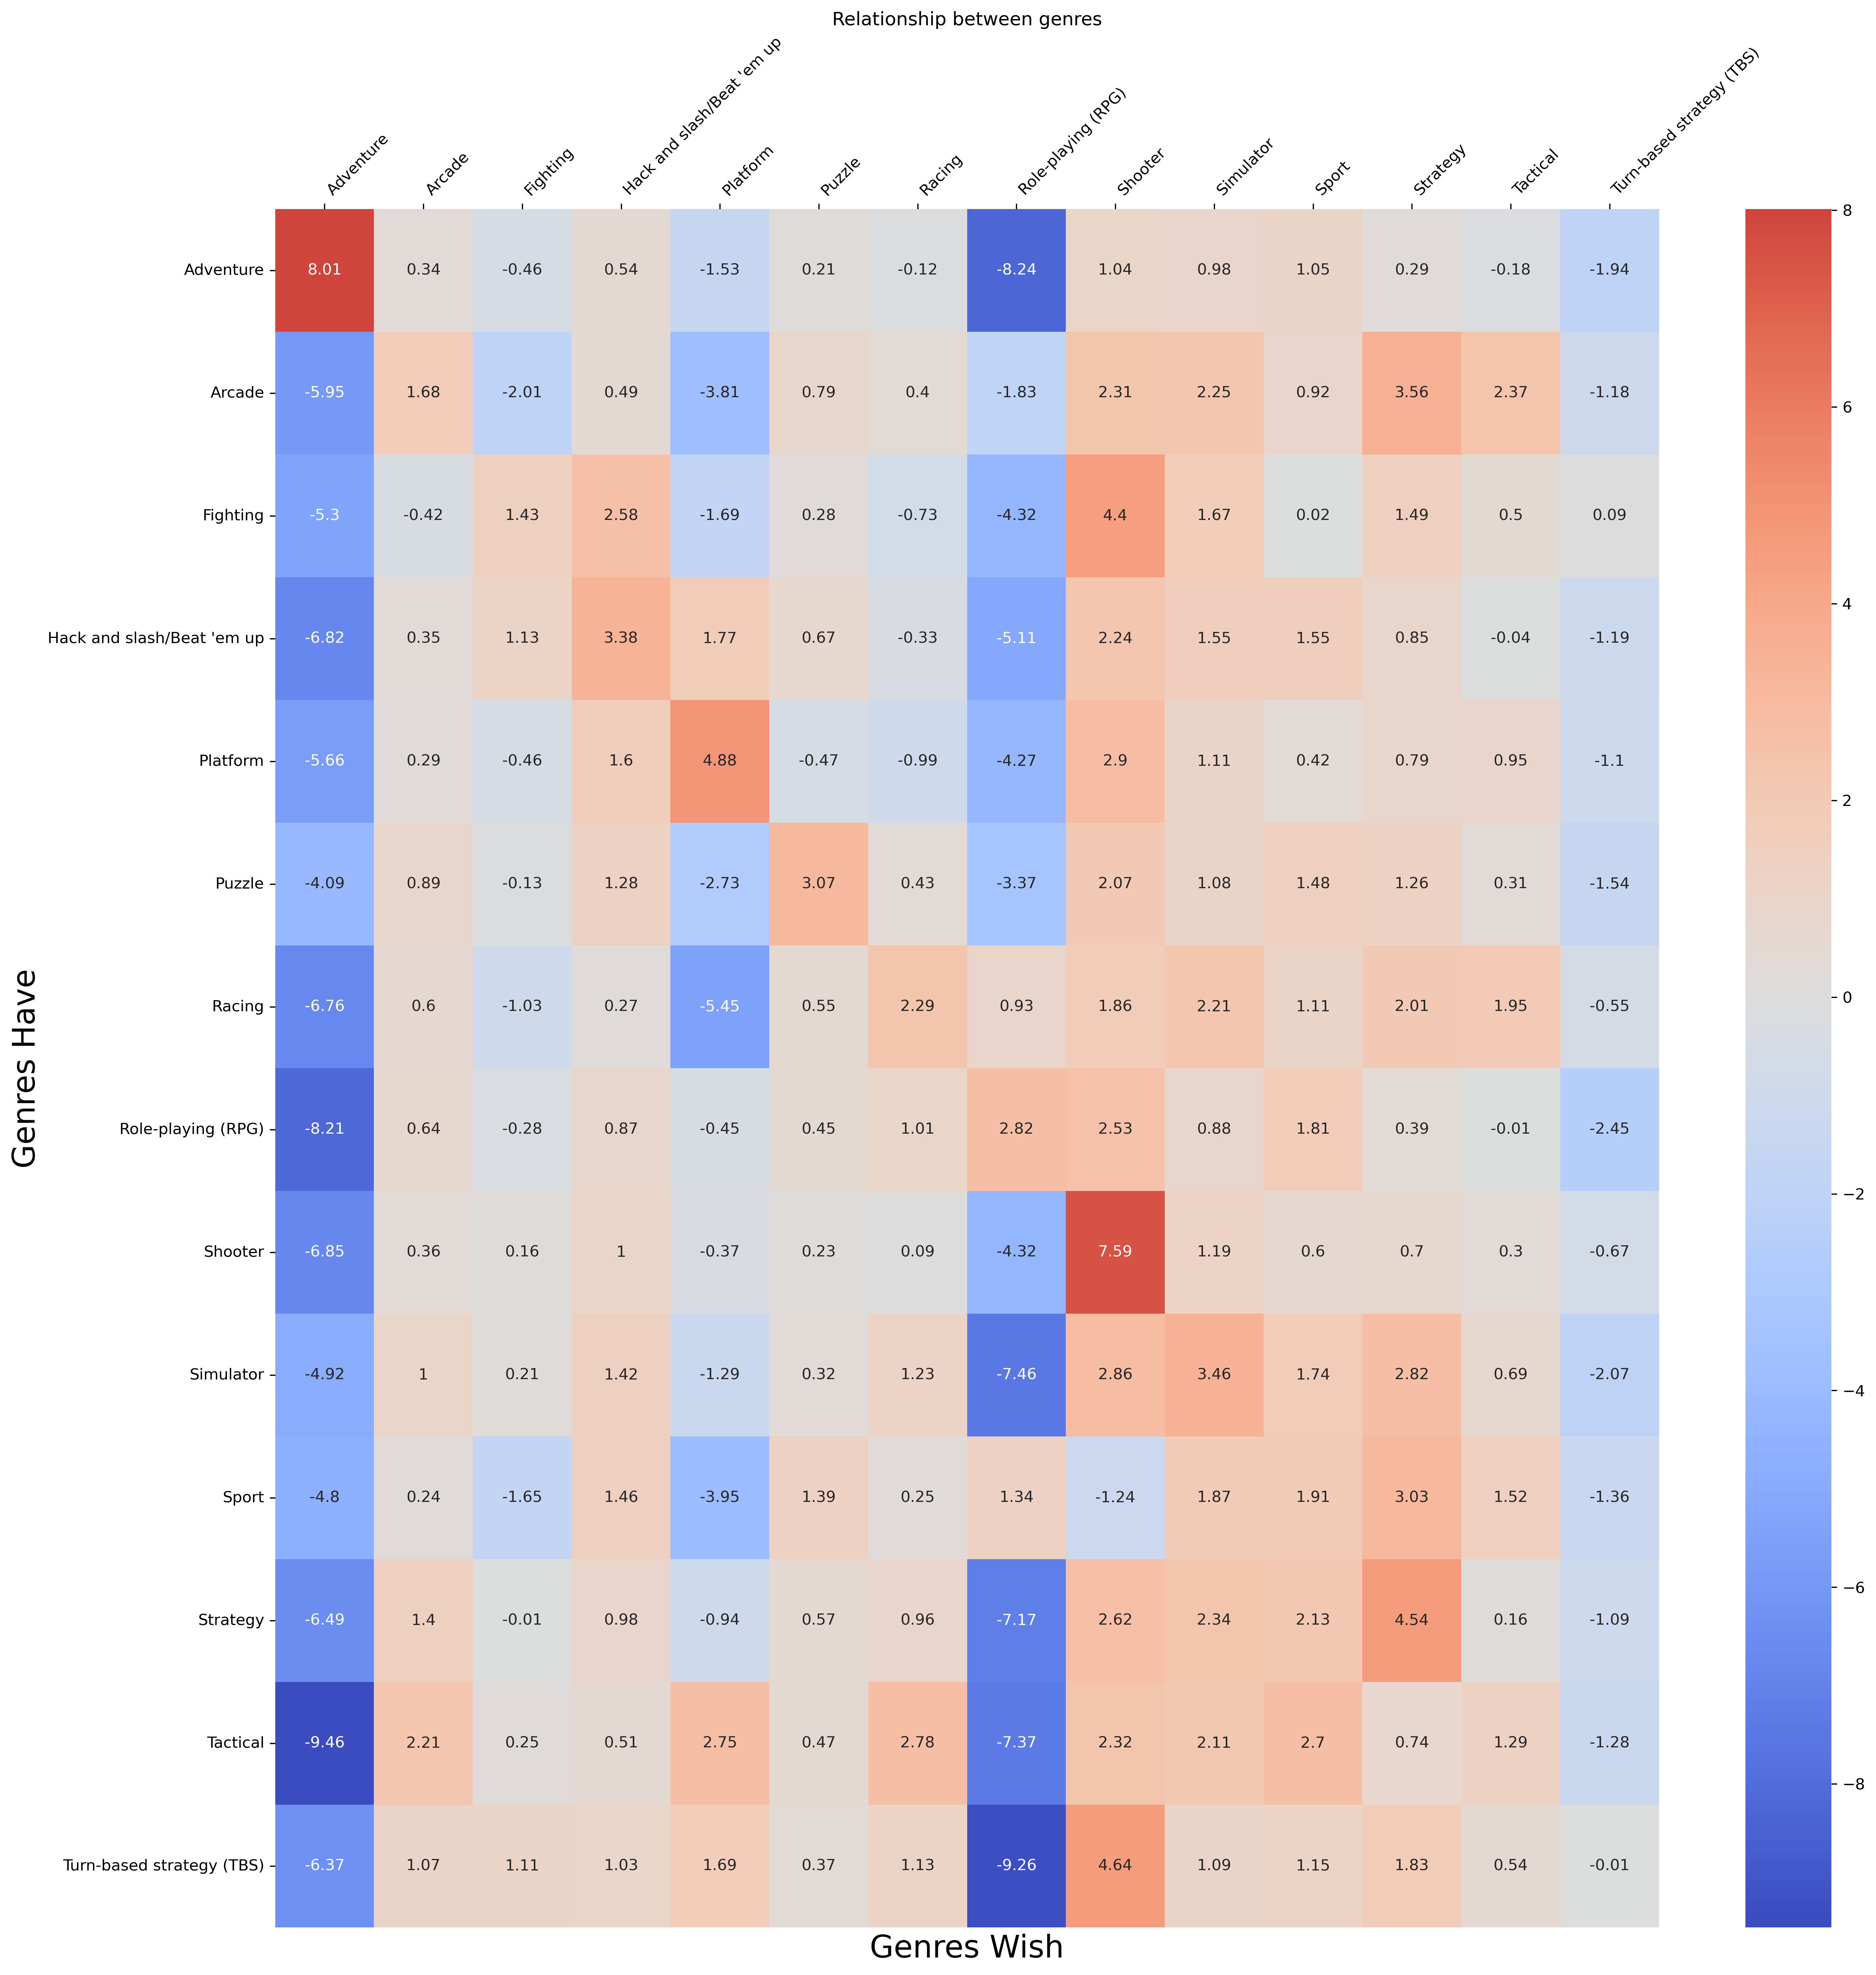 Relationship between genres
Adventure Arcade Fighting Hack and slash/Beat 'em up Platform Puzzle Racing Role-playing (RPG) Shooter Simulator Sport Strategy Tactical Turn-based strategy (TBS)
Adventure 8.01 0.34 -0.46 0.54 -1.53 0.21 -0.12 -8.24 1.04 0.98 1.05 0.29 -0.18 -1.94
Arcade -5.95 1.68 -2.01 0.49 -3.81 0.79 0.4 -1.83 2.31 2.25 0.92 3.56 2.37 -1.18
Fighting -5.3 -0.42 1.43 2.58 -1.69 0.28 -0.73 -4.32 4.4 1.67 0.02 1.49 0.5 0.09
Hack and slash/Beat 'em up -6.82 0.35 1.13 3.38 1.77 0.67 -0.33 -5.11 2.24 1.55 1.55 0.85 -0.04 -1.19
Platform -5.66 0.29 -0.46 1.6 4.88 -0.47 -0.99 -4.27 2.9 1.11 0.42 0.79 0.95 -1.1
Puzzle -4.09 0.89 -0.13 1.28 -2.73 3.07 0.43 -3.37 2.07 1.08 1.48 1.26 0.31 -1.54
Racing -6.76 0.6 -1.03 0.27 -5.45 0.55 2.29 0.93 1.86 2.21 1.11 2.01 1.95 -0.55
Role-playing (RPG) -8.21 0.64 -0.28 0.87 -0.45 0.45 1.01 2.82 2.53 0.88 1.81 0.39 -0.01 -2.45
Shooter -6.85 0.36 0.16 1 -0.37 0.23 0.09 -4.32 7.59 1.19 0.6 0.7 0.3 -0.67
Simulator -4.92 1 0.21 1.42 -1.29 0.32 1.23 -7.46 2.86 3.46 1.74 2.82 0.69 -2.07
Sport -4.8 0.24 -1.65 1.46 -3.95 1.39 0.25 1.34 -1.24 1.87 1.91 3.03 1.52 -1.36
Strategy -6.49 1.4 -0.01 0.98 -0.94 0.57 0.96 -7.17 2.62 2.34 2.13 4.54 0.16 -1.09
Tactical -9.46 2.21 0.25 0.51 2.75 0.47 2.78 -7.37 2.32 2.11 2.7 0.74 1.29 -1.28
Turn-based strategy (TBS) -6.37 1.07 1.11 1.03 1.69 0.37 1.13 -9.26 4.64 1.09 1.15 1.83 0.54 -0.01
Genres Have
Genres Wish
8
6
4
2
0
−2
−4
−6
−8